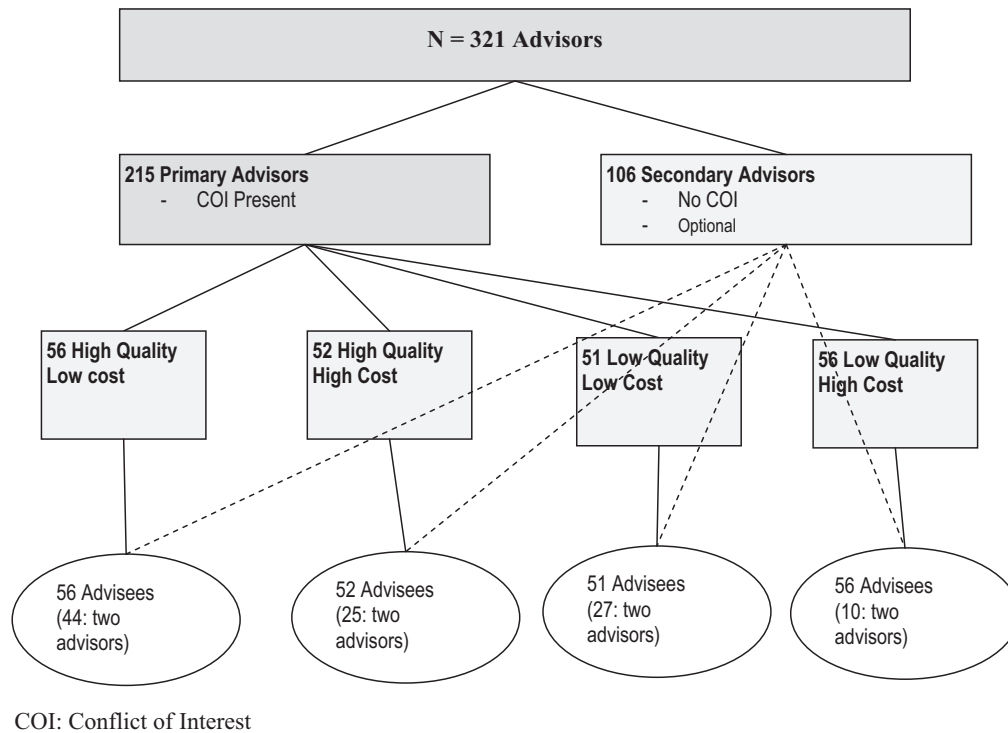 N = 321 Advisors
215 Primary Advisors
- COI Present
106 Secondary Advisors
- No COI
- Optional
56 High Quality
Low cost
52 High Quality
High Cost
51 Low Quality
Low Cost
56 Low Quality
High Cost
56 Advisees
(44: two
advisors)
52 Advisees
(25: two
advisors)
51 Advisees
(27: two
advisors)
56 Advisees
(10: two
advisors)
COI: Conflict of Interest